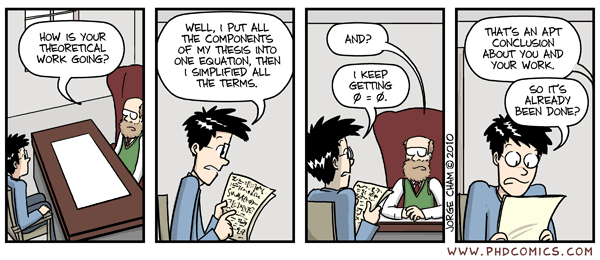 HOW IS YOUR
THEORETICAL
WORK GOING?
WELL, I PUT ALL
THE COMPONENTS
OF MY THESIS INTO
ONE EQUATION, THEN
I SIMPLIFIED ALL
THE TERMS.
AND?
I KEEP
GETTING
Ø = Ø.
JORGE CHAM © 2010
THAT'S AN APT
CONCLUSION
ABOUT YOU AND
YOUR WORK.
SO IT'S
ALREADY
BEEN DONE?
WWW.PHDCOMICS.COM